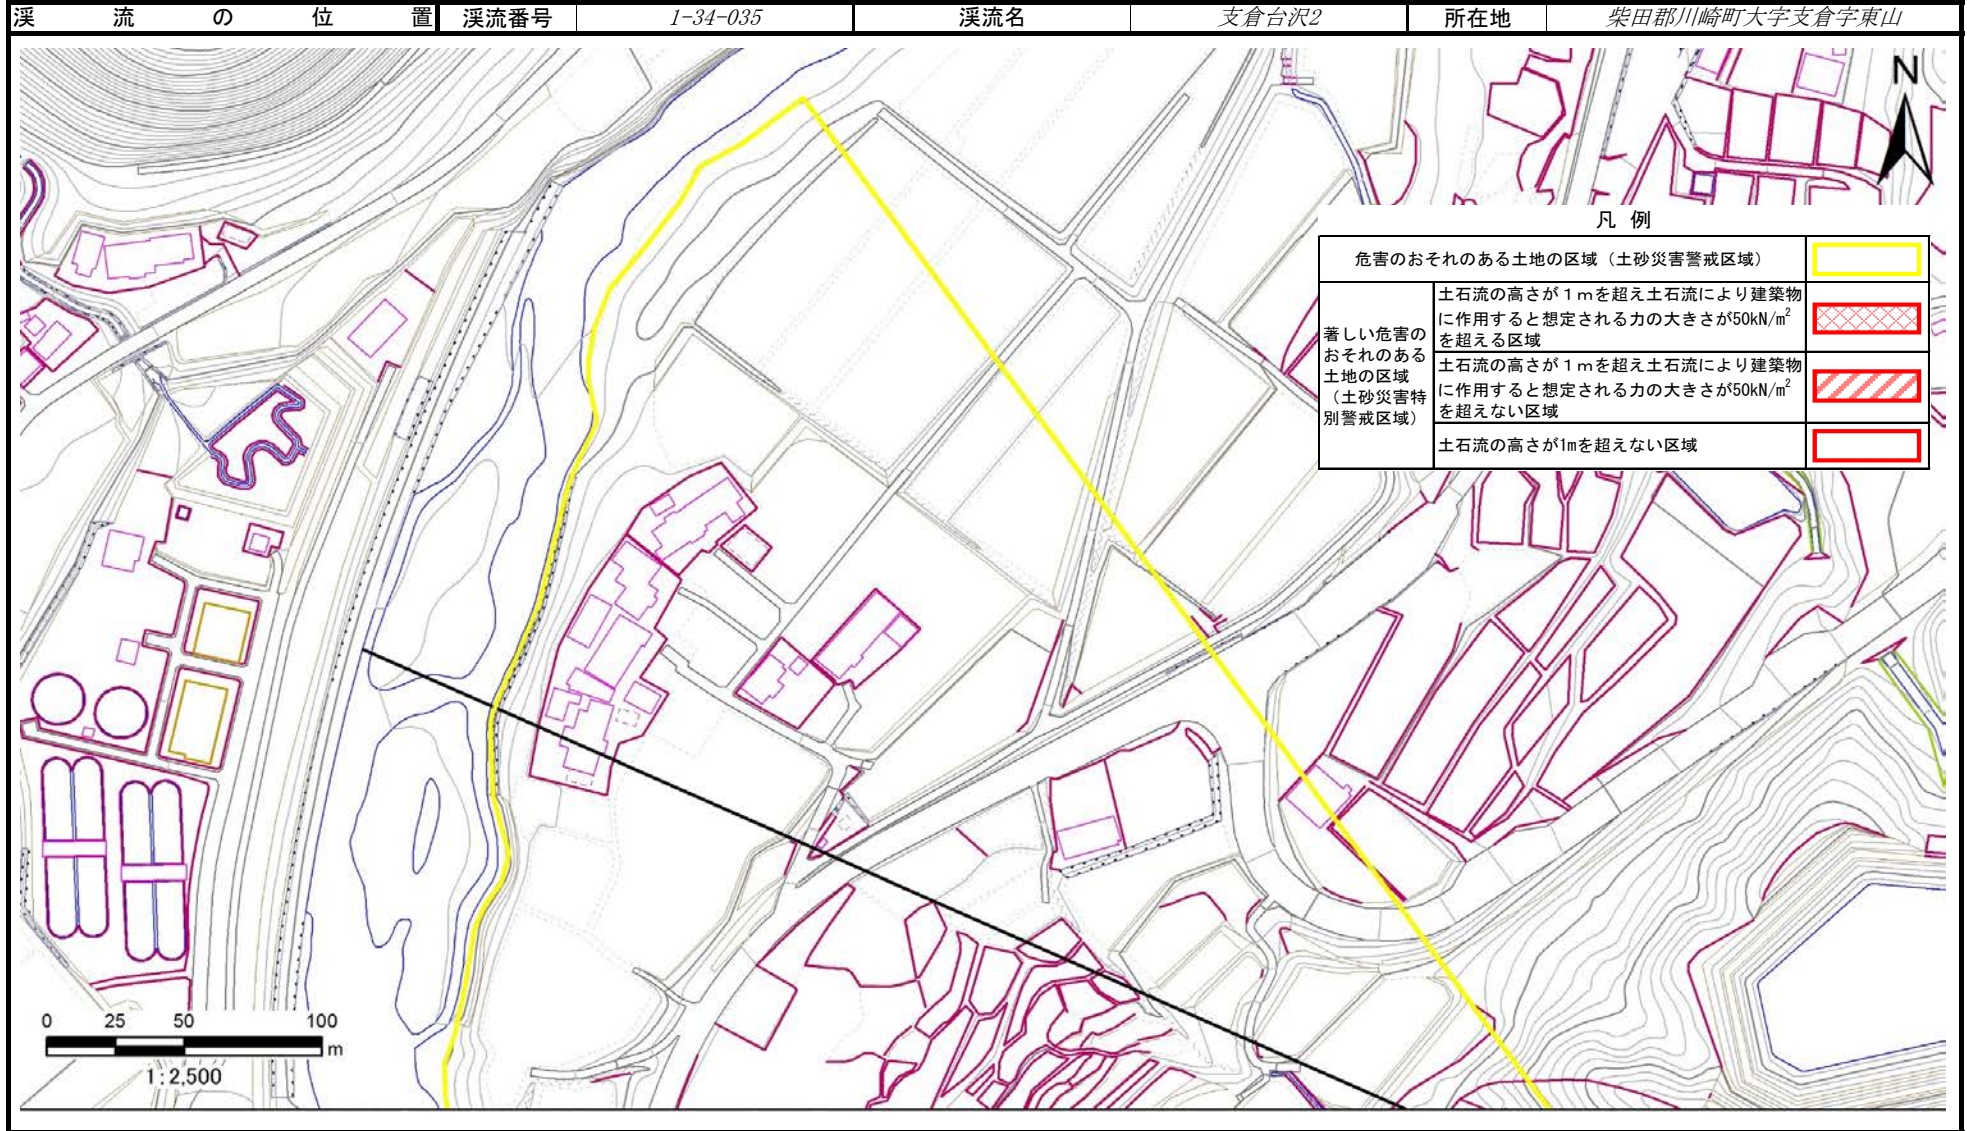 渓流の位置 渓流番号 1-34-035 渓流名 支倉台沢2 所在地 柴田郡川崎町大字支倉字東山
N
凡 例
危害のおそれのある土地の区域（土砂災害警戒区域）
著しい危害の
おそれのある
土地の区域
（土砂災害特
別警戒区域）
土石流の高さが１ｍを超え土石流により建築物
に作用すると想定される力の大きさが50kN/m²
を超える区域
土石流の高さが１ｍを超え土石流により建築物
に作用すると想定される力の大きさが50kN/m²
を超えない区域
土石流の高さが1mを超えない区域
0 25 50 100
m
1:2,500